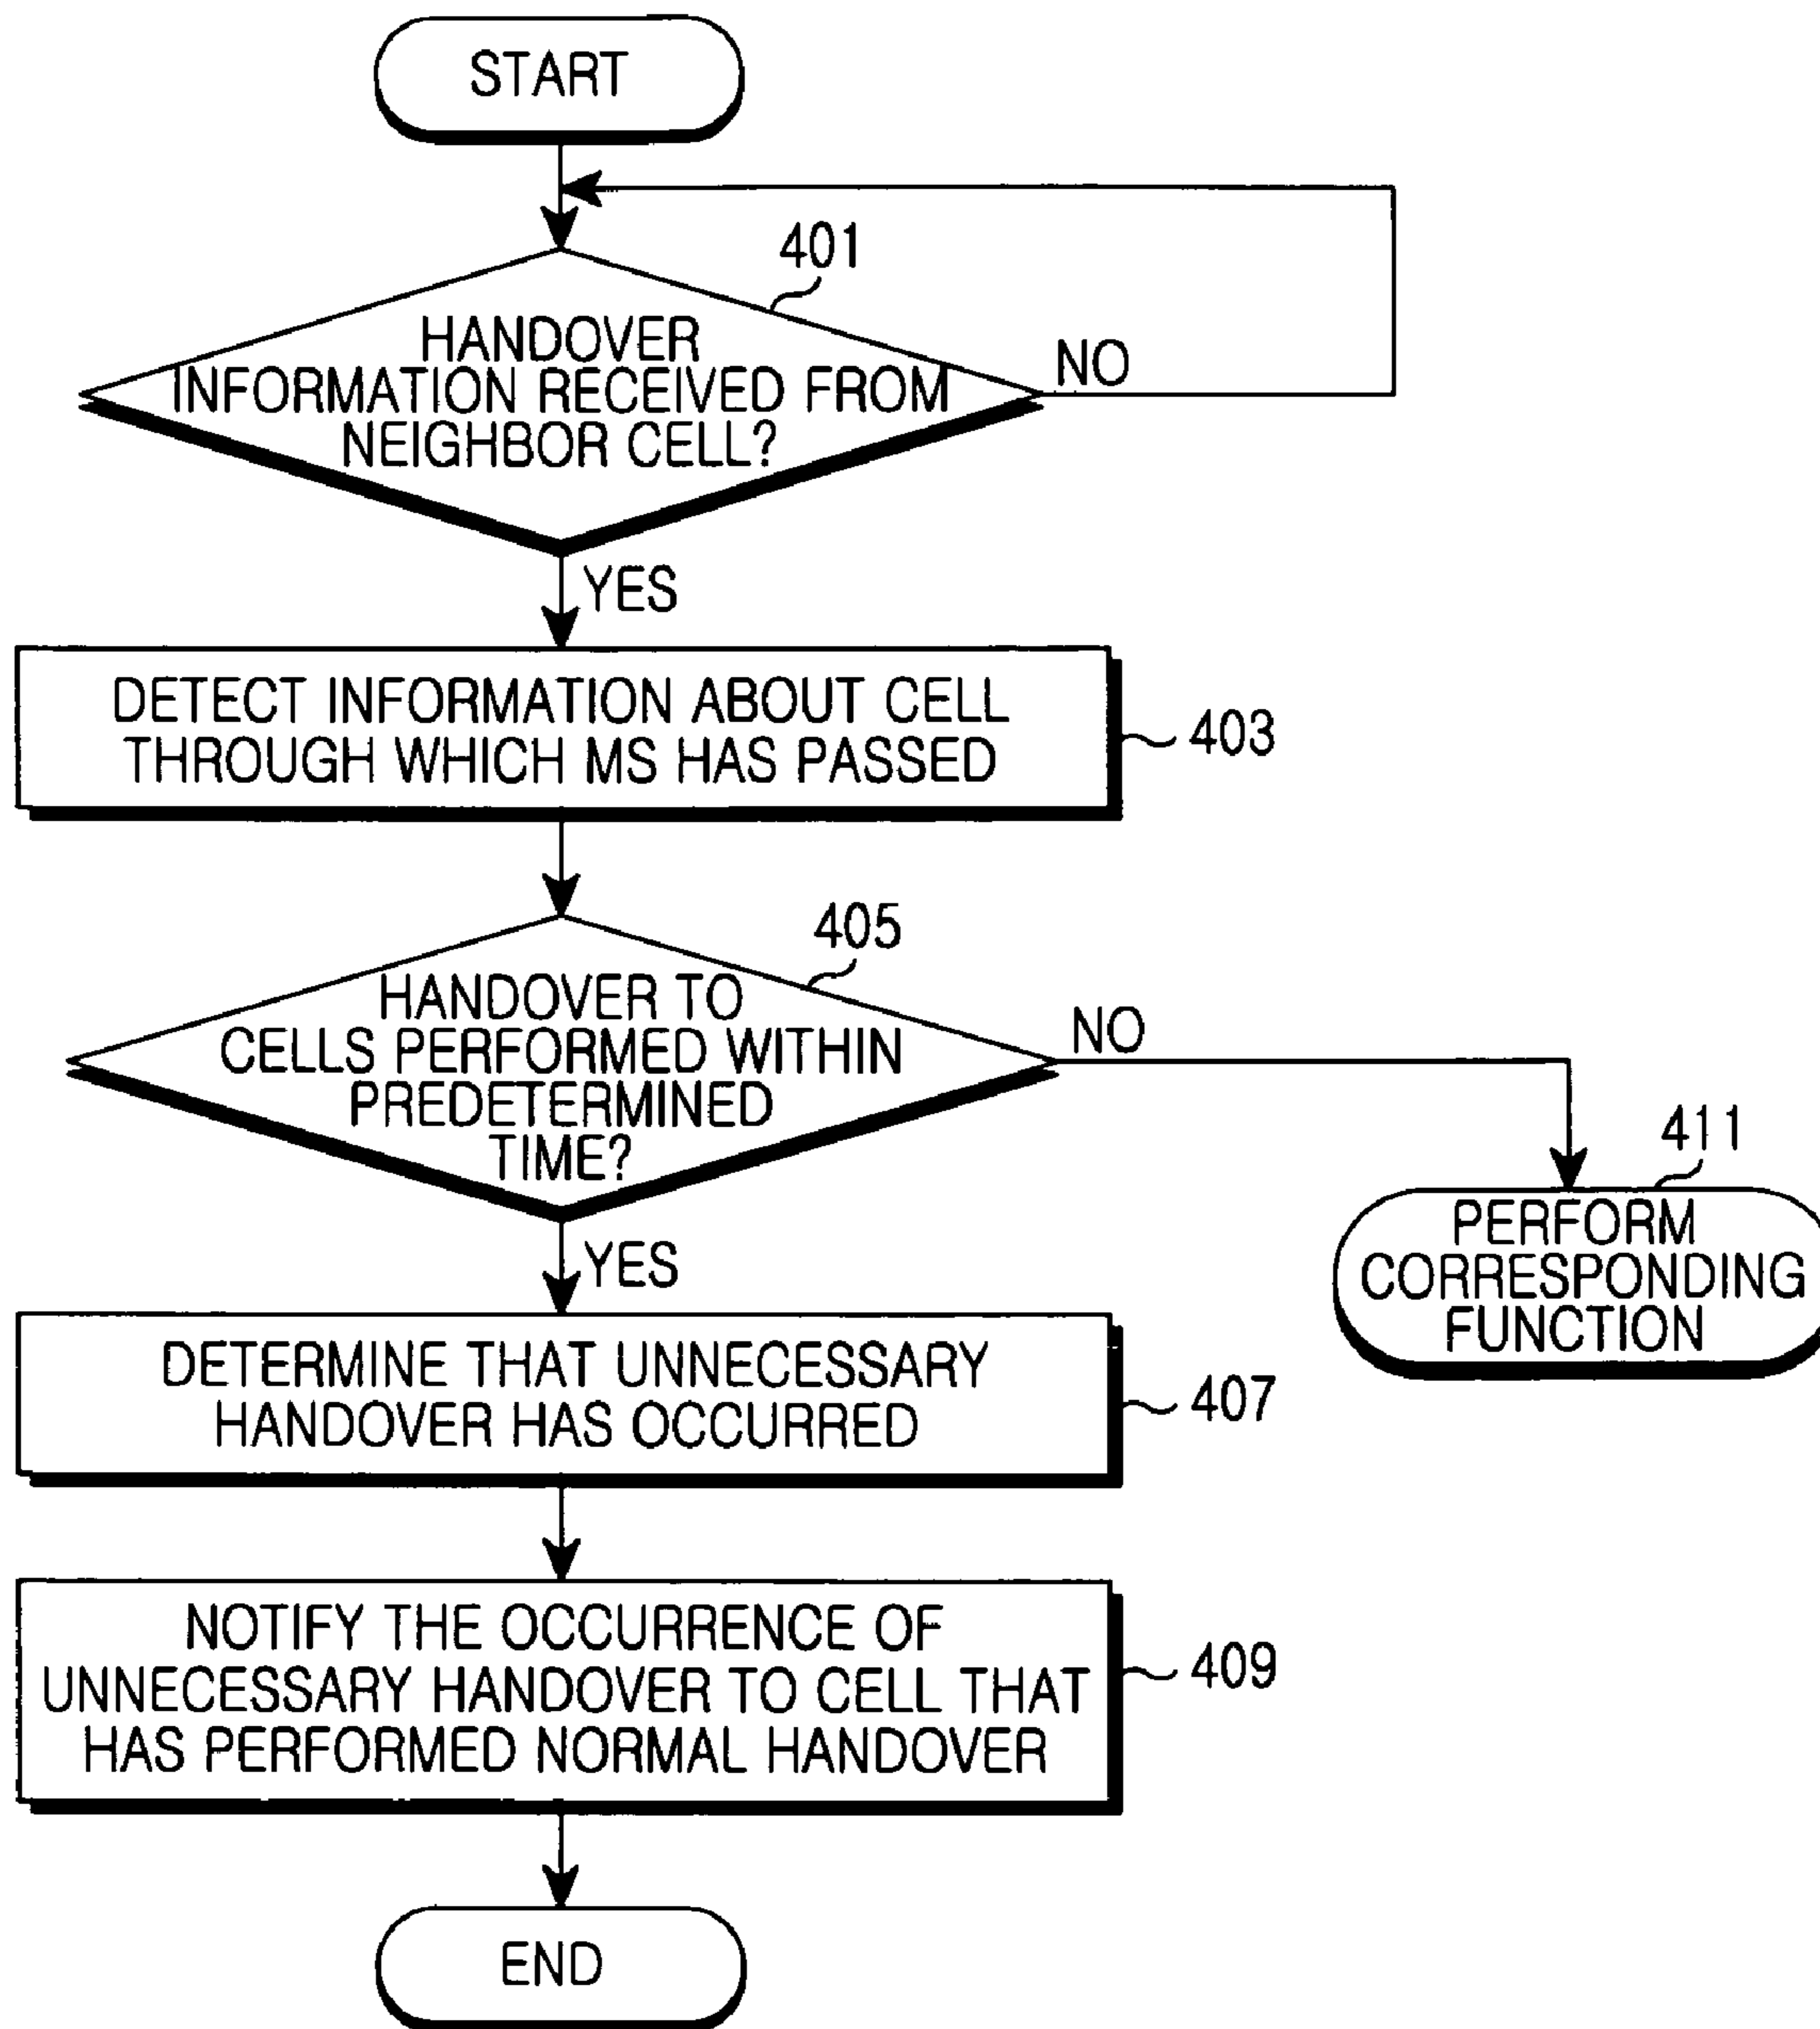 START
401
HANDOVER
INFORMATION RECEIVED FROM
NEIGHBOR CELL?
NO
YES
DETECT INFORMATION ABOUT CELL
THROUGH WHICH MS HAS PASSED
403
405
HANDOVER TO
CELLS PERFORMED WITHIN
PREDETERMINED
TIME?
NO
411
PERFORM
CORRESPONDING
FUNCTION
YES
DETERMINE THAT UNNECESSARY
HANDOVER HAS OCCURRED
407
NOTIFY THE OCCURRENCE OF
UNNECESSARY HANDOVER TO CELL THAT
HAS PERFORMED NORMAL HANDOVER
409
END